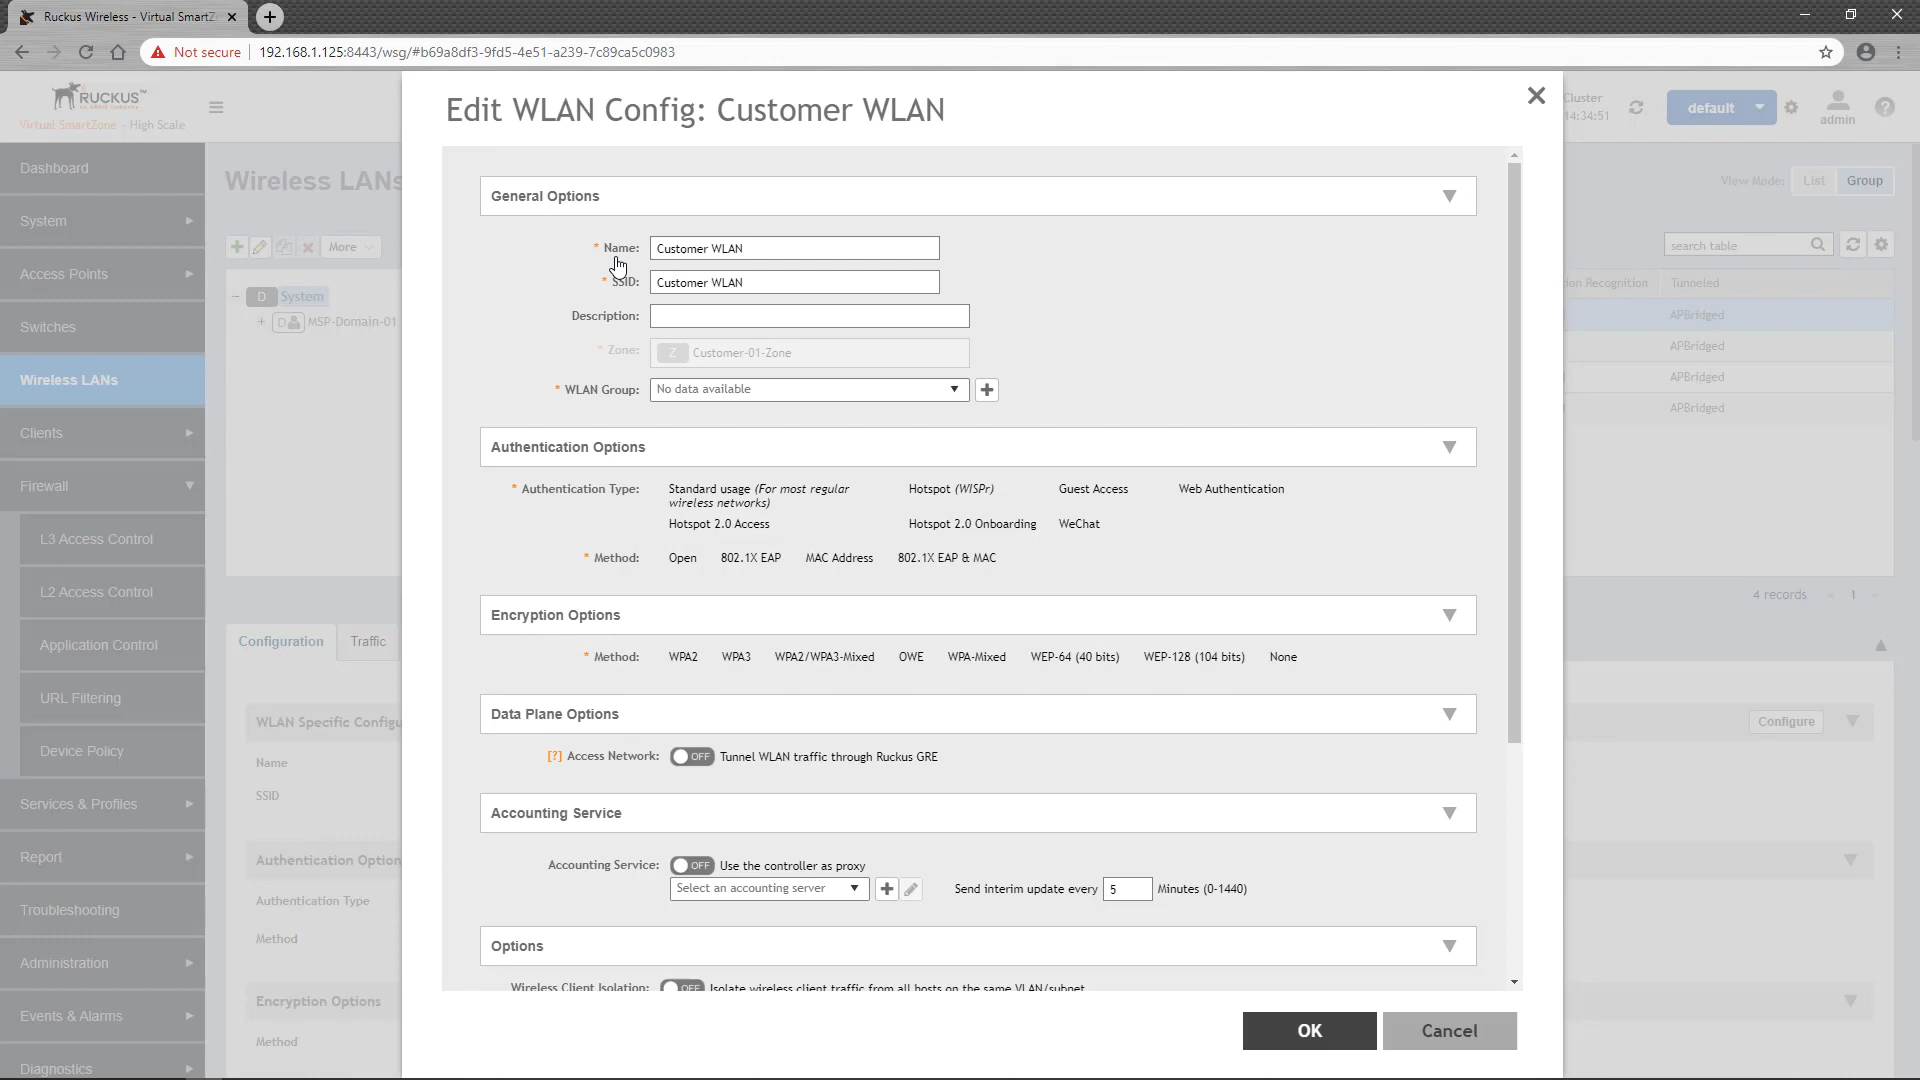 Ruckus Wireless - Virtual SmartZ
Not secure
192.168.1.125:8443/wsg/#b69a8df3-9fd5-4e51-a239-7c89ca5c0983
RUCKUS™
Virtual SmartZone - High Scale
Cluster
14:34:51
default
admin
Dashboard
System
Access Points
Switches
Wireless LANs
Clients
Firewall
L3 Access Control
L2 Access Control
Application Control
URL Filtering
Device Policy
Services & Profiles
Report
Troubleshooting
Administration
Events & Alarms
Diagnostics
Wireless LANs
View Mode: List Group
More
search table
D System
D MSP-Domain-01
ion Recognition
Tunneled
APBridged
APBridged
APBridged
APBridged
4 records
1
Configuration Traffic
WLAN Specific Configu
Configure
Name
SSID
Authentication Option
Authentication Type
Method
Encryption Options
Method
Edit WLAN Config: Customer WLAN
General Options
* Name: Customer WLAN
* SSID: Customer WLAN
Description:
* Zone: Z Customer-01-Zone
* WLAN Group: No data available
Authentication Options
* Authentication Type: Standard usage (For most regular wireless networks) Hotspot (WISPr) Guest Access Web Authentication
Hotspot 2.0 Access Hotspot 2.0 Onboarding WeChat
* Method: Open 802.1X EAP MAC Address 802.1X EAP & MAC
Encryption Options
* Method: WPA2 WPA3 WPA2/WPA3-Mixed OWE WPA-Mixed WEP-64 (40 bits) WEP-128 (104 bits) None
Data Plane Options
[?] Access Network: OFF Tunnel WLAN traffic through Ruckus GRE
Accounting Service
Accounting Service: OFF Use the controller as proxy
Select an accounting server Send interim update every 5 Minutes (0-1440)
Options
Wireless Client Isolation: OFF Isolate wireless client traffic from all hosts on the same VLAN/subnet
OK Cancel